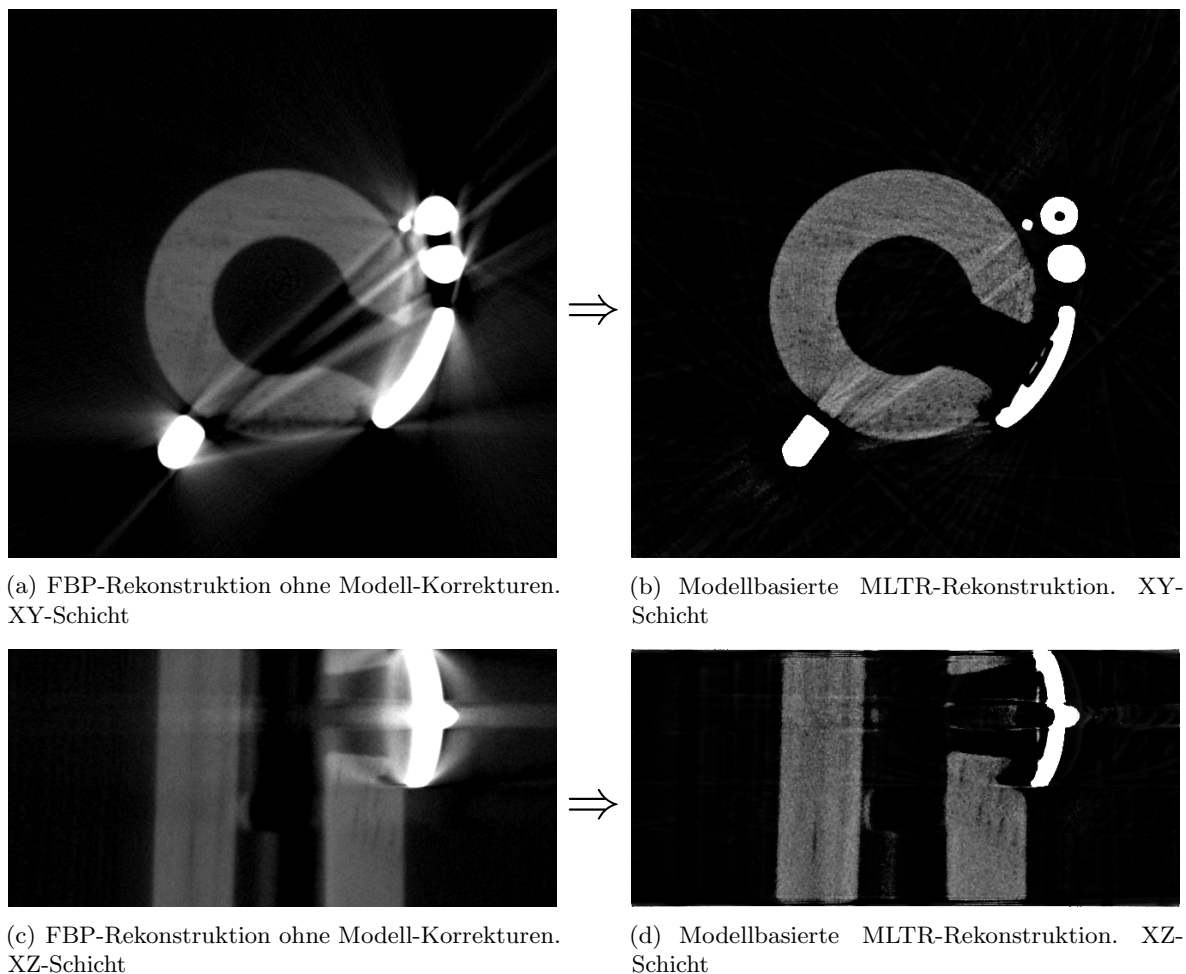 (a) FBP-Rekonstruktion ohne Modell-Korrekturen.
XY-Schicht
(b) Modellbasierte MLTR-Rekonstruktion. XY-
Schicht
(c) FBP-Rekonstruktion ohne Modell-Korrekturen.
XZ-Schicht
(d) Modellbasierte MLTR-Rekonstruktion. XZ-
Schicht